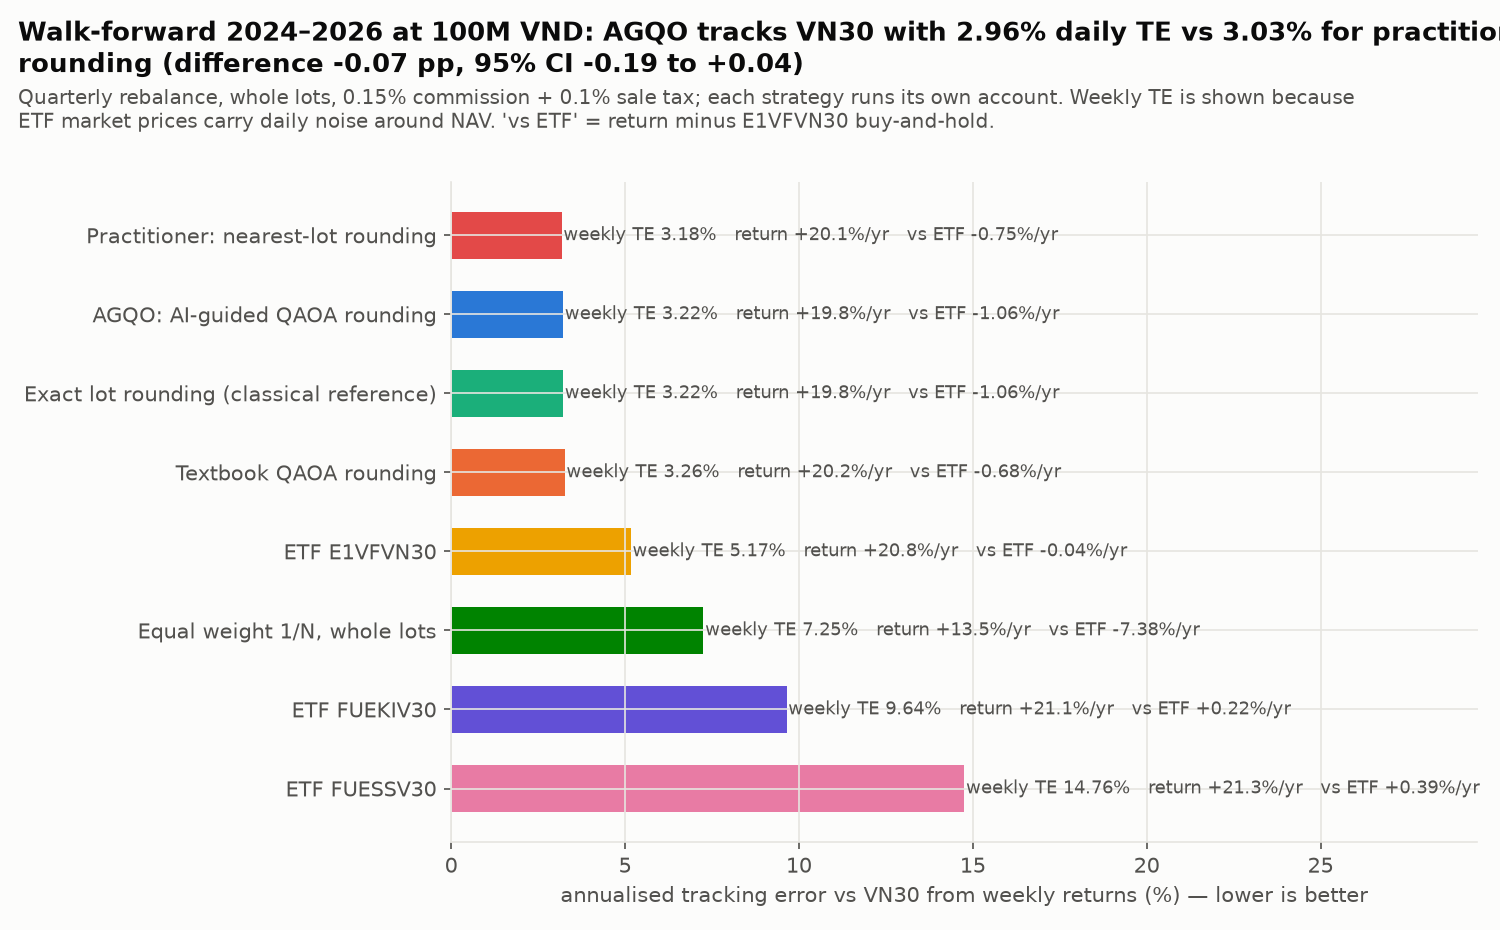 Walk-forward 2024–2026 at 100M VND: AGQO tracks VN30 with 2.96% daily TE vs 3.03% for practitio
rounding (difference -0.07 pp, 95% CI -0.19 to +0.04)
Quarterly rebalance, whole lots, 0.15% commission + 0.1% sale tax; each strategy runs its own account. Weekly TE is shown because
ETF market prices carry daily noise around NAV. 'vs ETF' = return minus E1VFVN30 buy-and-hold.
Practitioner: nearest-lot rounding weekly TE 3.18% return +20.1%/yr vs ETF -0.75%/yr
AGQO: AI-guided QAOA rounding weekly TE 3.22% return +19.8%/yr vs ETF -1.06%/yr
Exact lot rounding (classical reference) weekly TE 3.22% return +19.8%/yr vs ETF -1.06%/yr
Textbook QAOA rounding weekly TE 3.26% return +20.2%/yr vs ETF -0.68%/yr
ETF E1VFVN30 weekly TE 5.17% return +20.8%/yr vs ETF -0.04%/yr
Equal weight 1/N, whole lots weekly TE 7.25% return +13.5%/yr vs ETF -7.38%/yr
ETF FUEKIV30 weekly TE 9.64% return +21.1%/yr vs ETF +0.22%/yr
ETF FUESSV30 weekly TE 14.76% return +21.3%/yr vs ETF +0.39%/yr
0 5 10 15 20 25
annualised tracking error vs VN30 from weekly returns (%) — lower is better